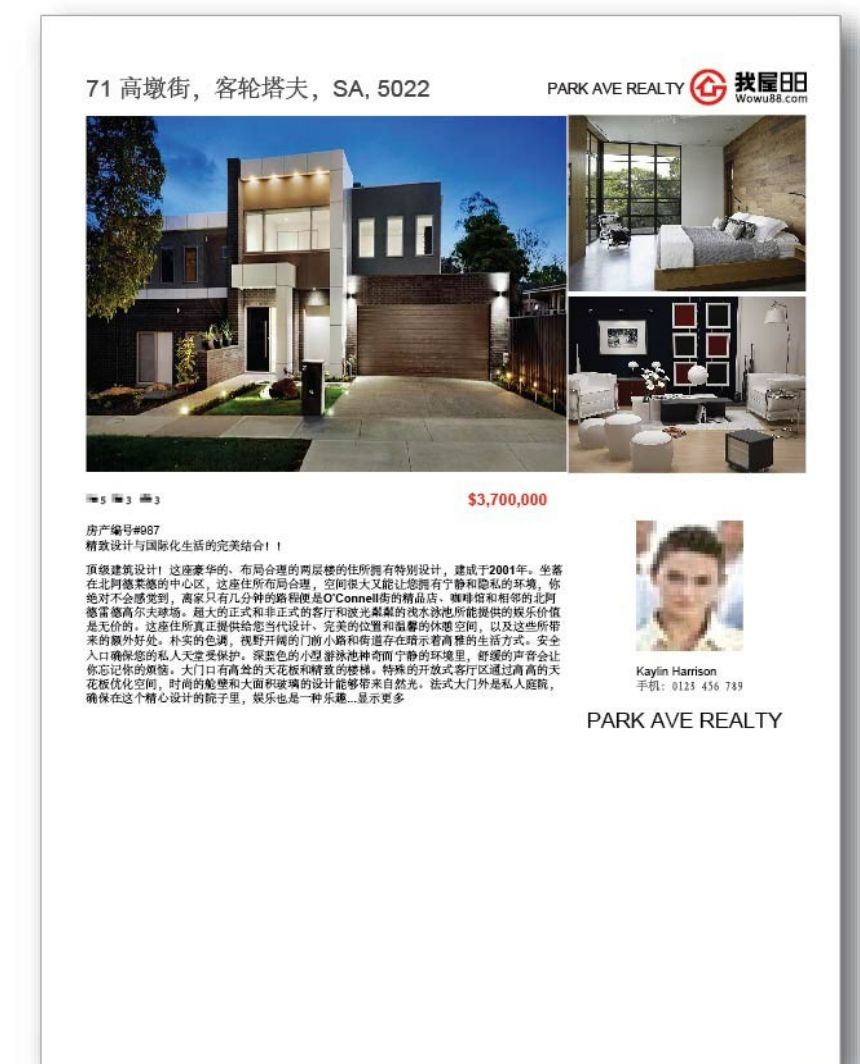 71 高墩街，客轮塔夫，SA, 5022
PARK AVE REALTY
我屋88
Wowu88.com
5 3 3
$3,700,000
房产编号#987
精致设计与国际化生活的完美结合！！
顶级建筑设计！这座豪华的、布局合理的两层楼的住所拥有特别设计，建成于2001年。坐落
在北阿德莱德的中心区，这座住所布局合理，空间很大又能让您拥有宁静和隐私的环境，你
绝对不会感觉到，离家只有几分钟的路程便是O'Connell街的精品店、咖啡馆和相邻的北阿
德雷德高尔夫球场。超大的正式和非正式的客厅和波光粼粼的浅水泳池所能提供的娱乐价值
是无价的。这座住所真正提供给您当代设计、完美的位置和温馨的休憩空间，以及这些所带
来的额外好处。朴实的色调，视野开阔的门前小路和街道存在暗示着高雅的生活方式。安全
入口确保您的私人天堂受保护。深蓝色的小型游泳池神奇而宁静的环境里，舒缓的声音会让
你忘记你的烦恼。大门口有高耸的天花板和精致的楼梯。特殊的开放式客厅区通过高高的天
花板优化空间，时尚的舱壁和大面积玻璃的设计能够带来自然光。法式大门外是私人庭院，
确保在这个精心设计的院子里，娱乐也是一种乐趣...显示更多
Kaylin Harrison
手机：0123 456 789
PARK AVE REALTY